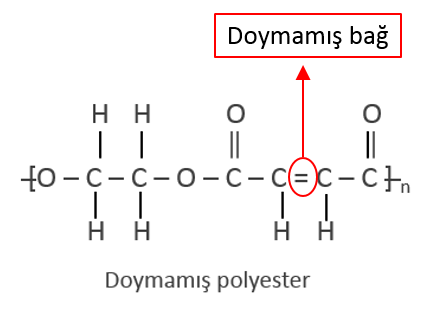 Doymamış bağ
H H O O
-[O – C – C – O – C – C = C – C ]-n
H H H H
Doymamış polyester